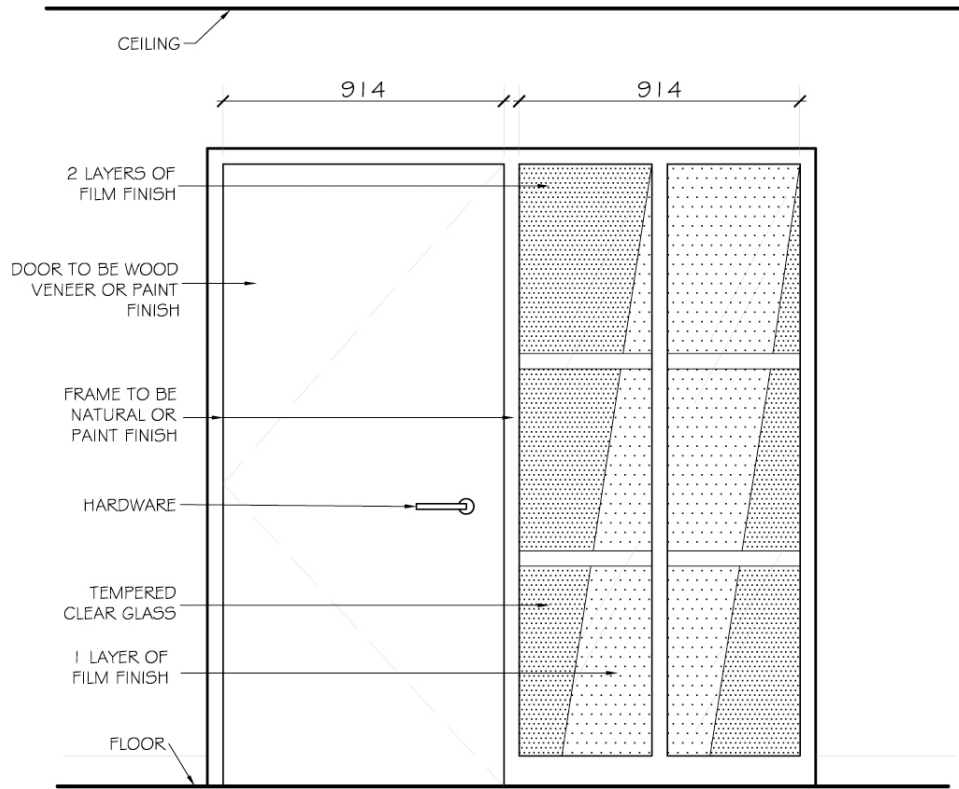 CEILING
914
914
2 LAYERS OF
FILM FINISH
DOOR TO BE WOOD
VENEER OR PAINT
FINISH
FRAME TO BE
NATURAL OR
PAINT FINISH
HARDWARE
TEMPERED
CLEAR GLASS
1 LAYER OF
FILM FINISH
FLOOR